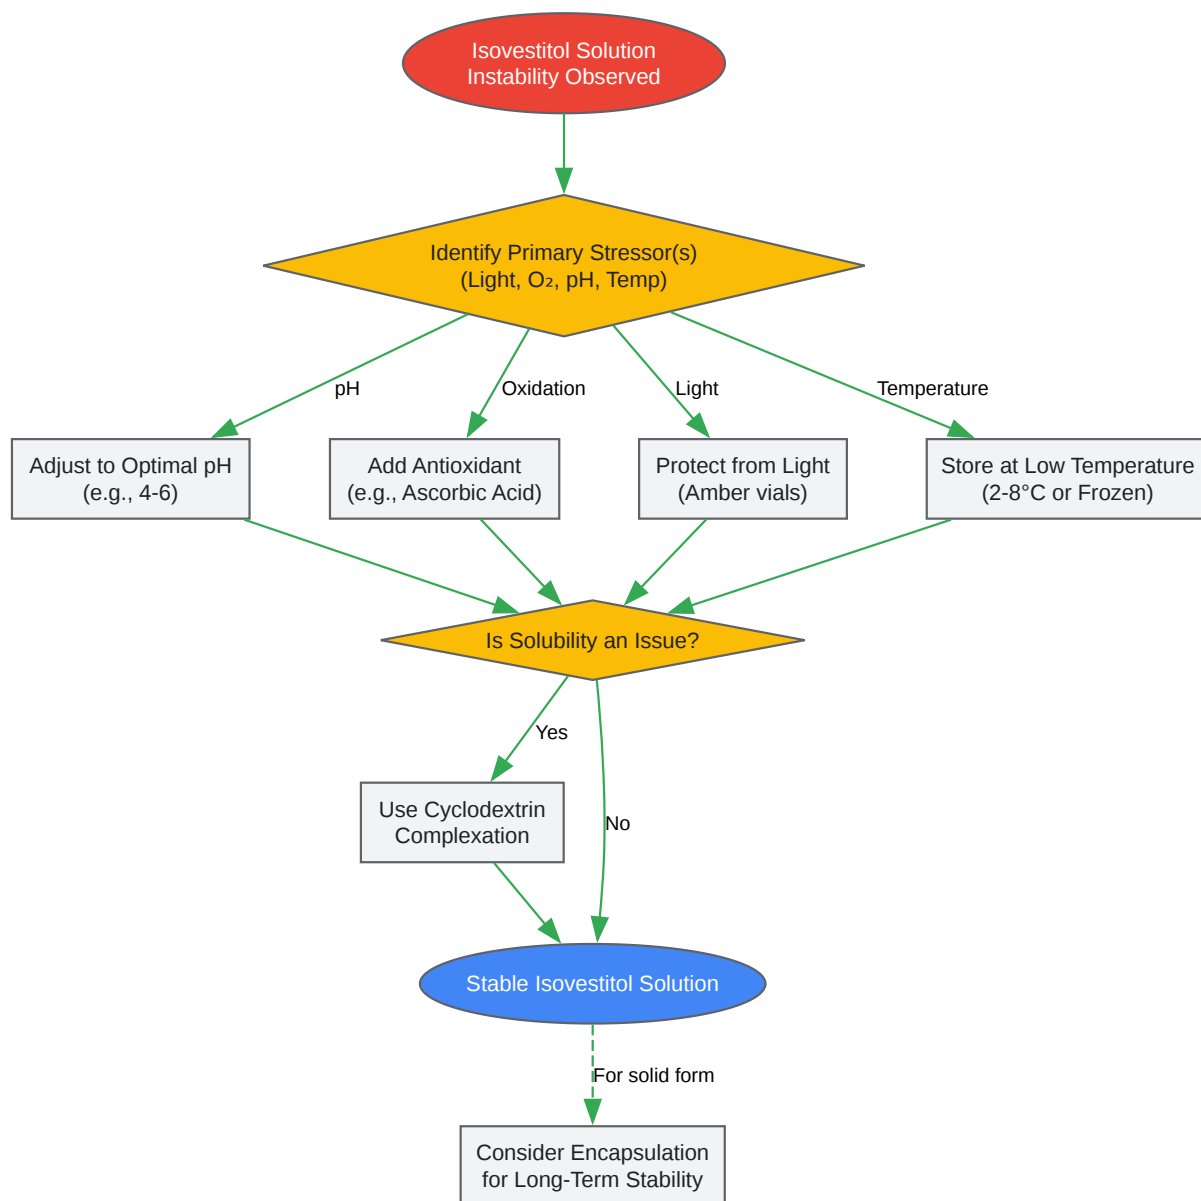 Isovestitol Solution
Instability Observed
Identify Primary Stressor(s)
(Light, O₂, pH, Temp)
pH
Oxidation
Light
Temperature
Adjust to Optimal pH
(e.g., 4-6)
Add Antioxidant
(e.g., Ascorbic Acid)
Protect from Light
(Amber vials)
Store at Low Temperature
(2-8°C or Frozen)
Is Solubility an Issue?
Yes
No
Use Cyclodextrin
Complexation
Stable Isovestitol Solution
For solid form
Consider Encapsulation
for Long-Term Stability